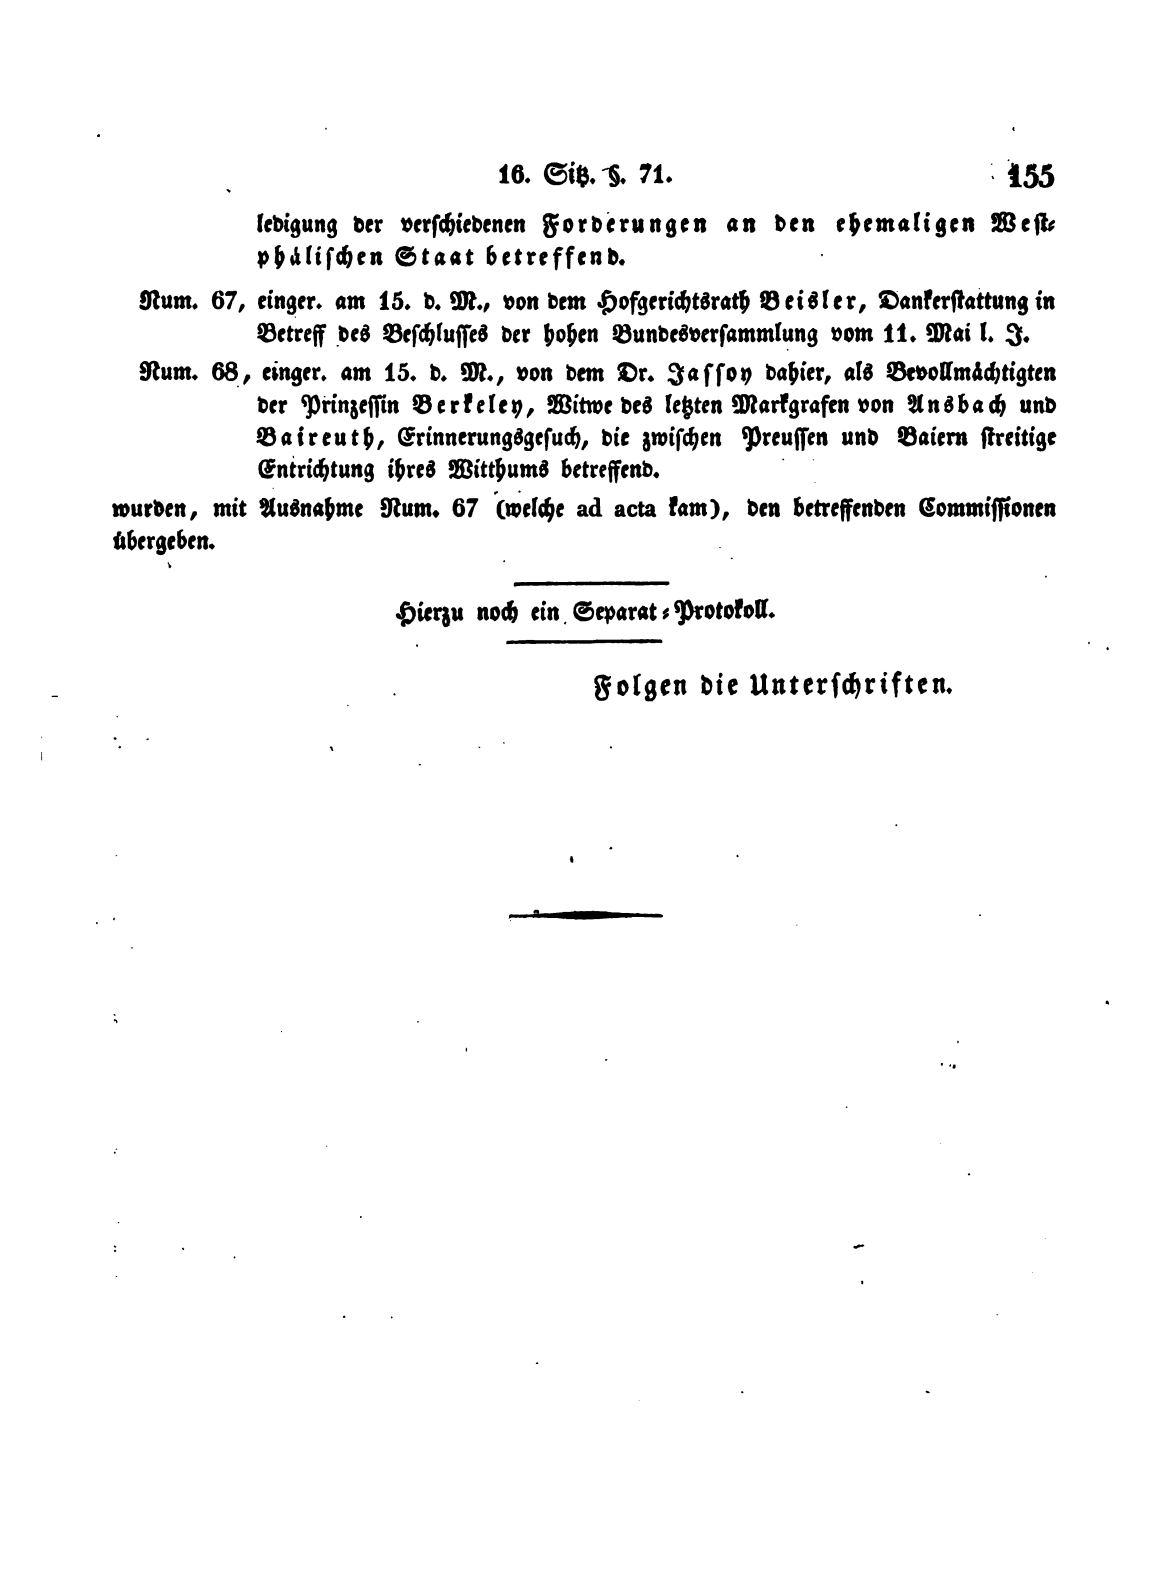 16. Sitz. §. 71. 155
ledigung der verschiedenen Forderungen an den ehemaligen West-
phälischen Staat betreffend.
Num. 67, einger. am 15. d. M., von dem Hofgerichtsrath Beisler, Dankerstattung in
Betreff des Beschlusses der hohen Bundesversammlung vom 11. Mai l. J.
Num. 68, einger. am 15. d. M., von dem Dr. Jassoy dahier, als Bevollmächtigten
der Prinzessin Berkeley, Witwe des letzten Markgrafen von Ansbach und
Baireuth, Erinnerungsgesuch, die zwischen Preussen und Baiern streitige
Entrichtung ihres Witthums betreffend.
wurden, mit Ausnahme Num. 67 (welche ad acta kam), den betreffenden Commissionen
übergeben.
Hierzu noch ein Separat-Protokoll.
Folgen die Unterschriften.